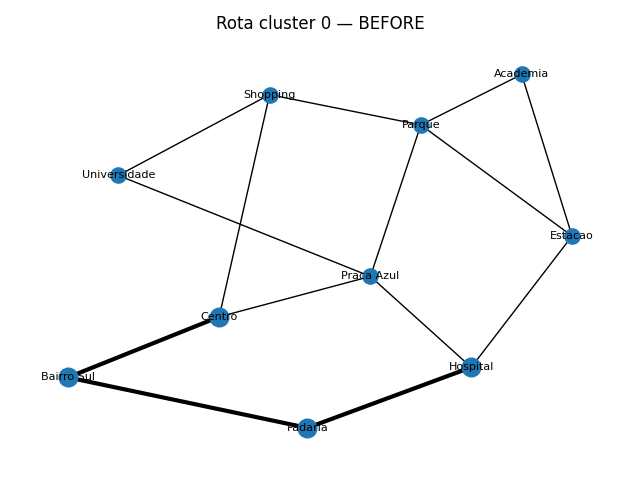 Rota cluster 0 — BEFORE
Academia
Shopping
Parque
Universidade
Estacao
Praca Azul
Centro
Hospital
Bairro Sul
Padaria